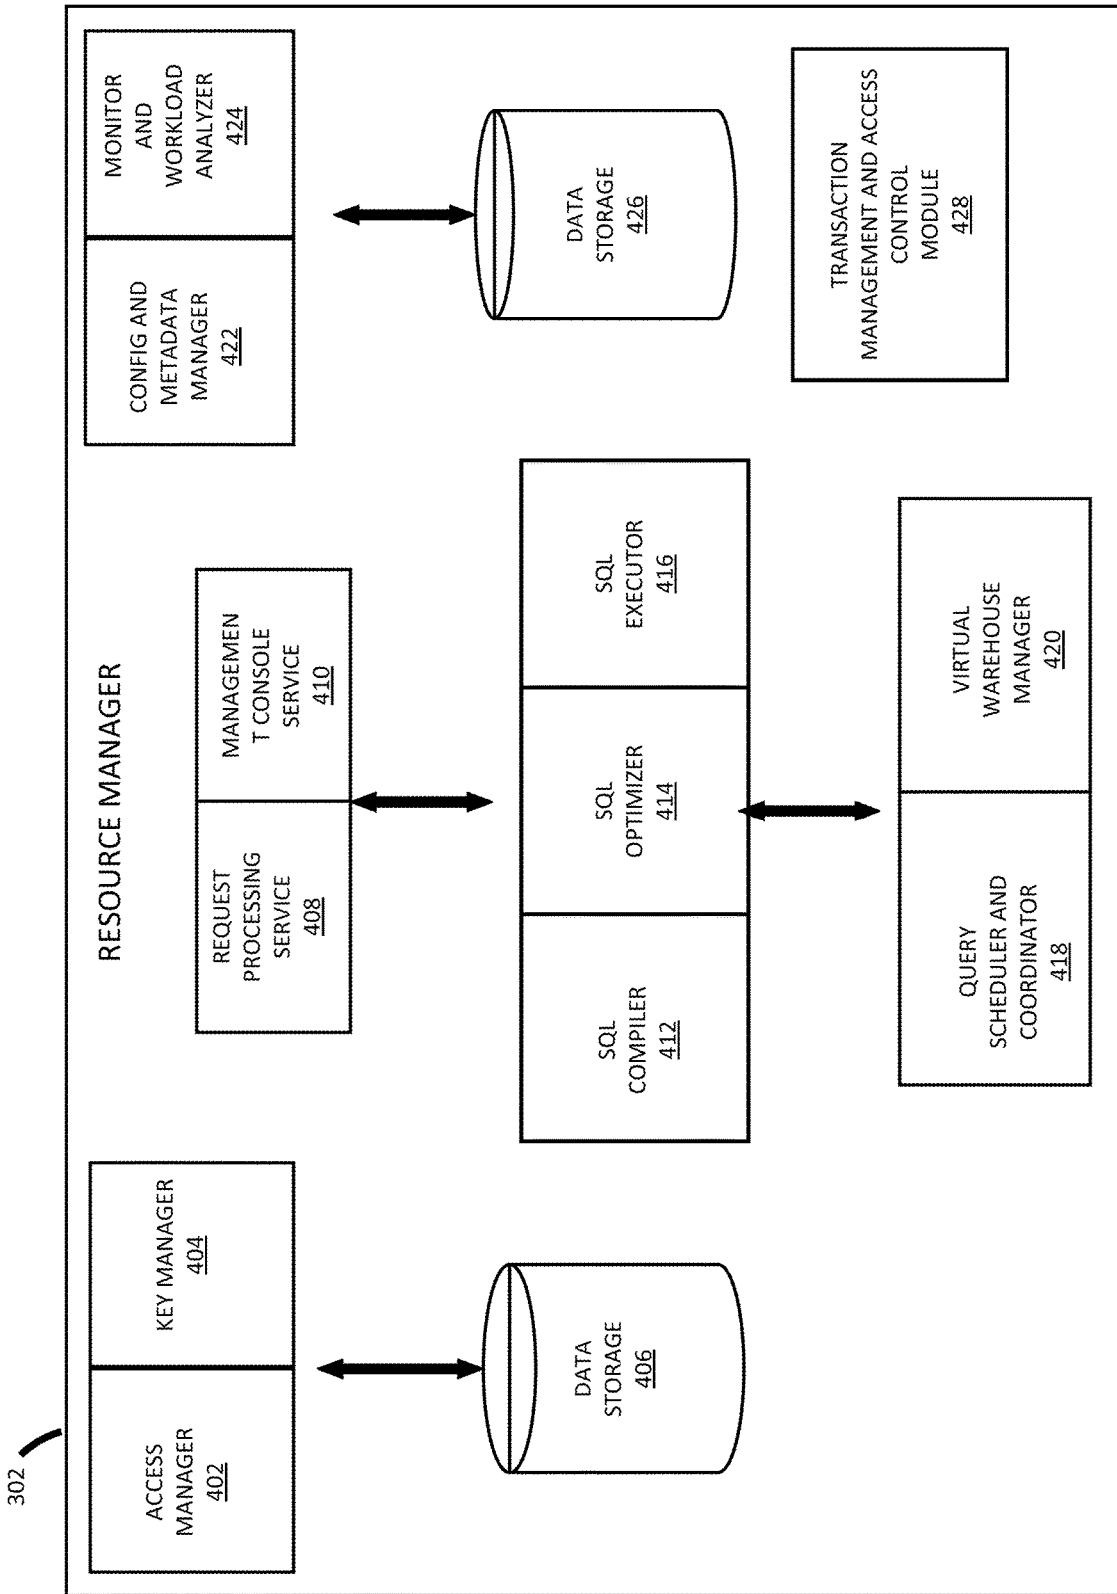 302
RESOURCE MANAGER
ACCESS
MANAGER
402
KEY MANAGER
404
DATA
STORAGE
406
REQUEST
PROCESSING
SERVICE
408
MANAGEMEN
T CONSOLE
SERVICE
410
SQL
COMPILER
412
SQL
OPTIMIZER
414
SQL
EXECUTOR
416
QUERY
SCHEDULER AND
COORDINATOR
418
VIRTUAL
WAREHOUSE
MANAGER
420
CONFIG AND
METADATA
MANAGER
422
MONITOR
AND
WORKLOAD
ANALYZER
424
DATA
STORAGE
426
TRANSACTION
MANAGEMENT AND ACCESS
CONTROL
MODULE
428